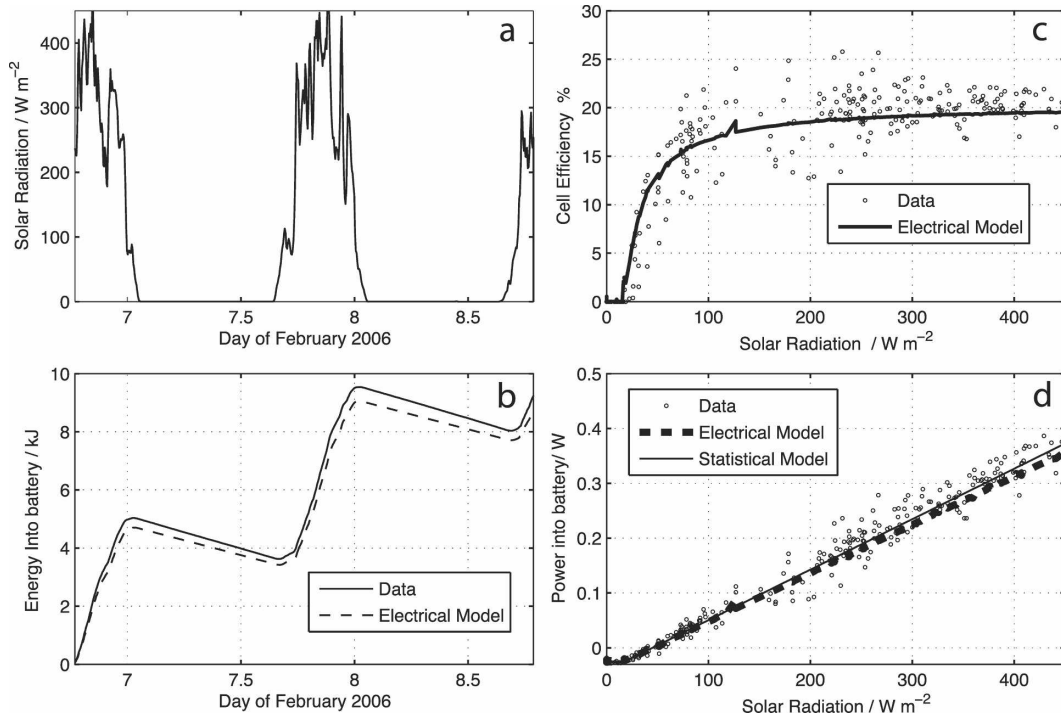 a
Solar Radiation / W m⁻²
400
300
200
100
0
7
7.5
8
8.5
Day of February 2006
c
Cell Efficiency %
30
25
20
15
10
5
0
Data
Electrical Model
0
100
200
300
400
Solar Radiation / W m⁻²
b
Energy Into battery / kJ
10
8
6
4
2
0
Data
Electrical Model
7
7.5
8
8.5
Day of February 2006
d
Power into battery/ W
0.5
0.4
0.3
0.2
0.1
0
Data
Electrical Model
Statistical Model
0
100
200
300
400
Solar Radiation / W m⁻²